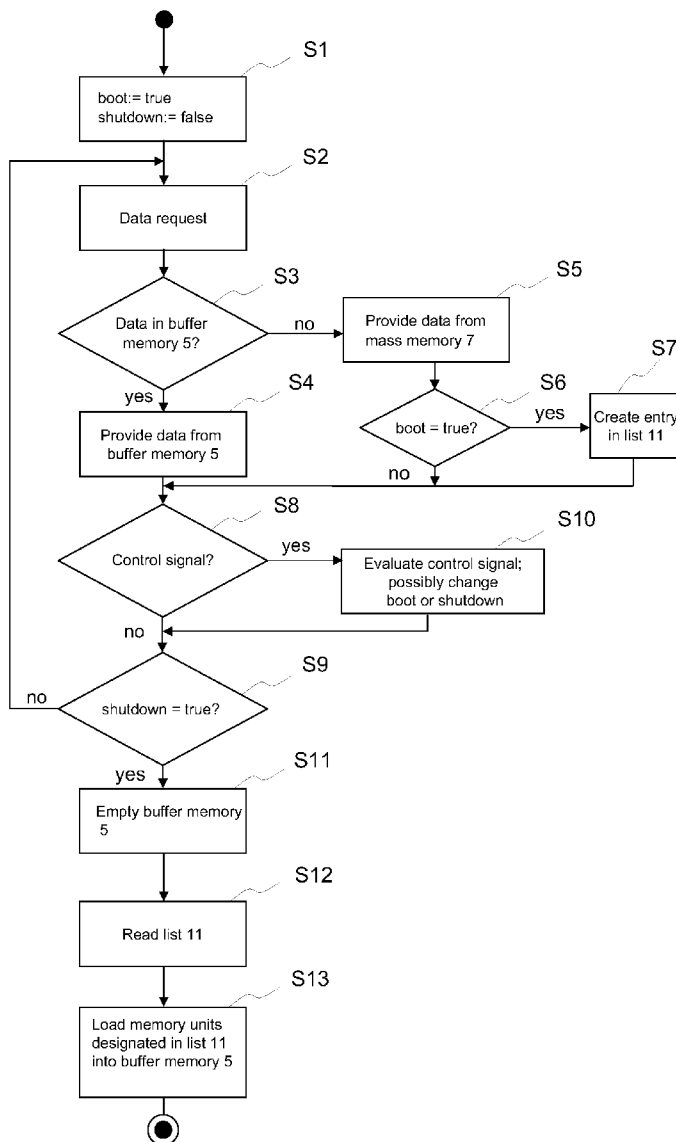 S1
boot:= true
shutdown:= false
S2
Data request
S3
Data in buffer
memory 5?
no
yes
S5
Provide data from
mass memory 7
S4
Provide data from
buffer memory 5
S6
boot = true?
yes
no
S7
Create entry
in list 11
S8
Control signal?
yes
no
S10
Evaluate control signal;
possibly change
boot or shutdown
S9
shutdown = true?
no
yes
S11
Empty buffer memory
5
S12
Read list 11
S13
Load memory units
designated in list 11
into buffer memory 5